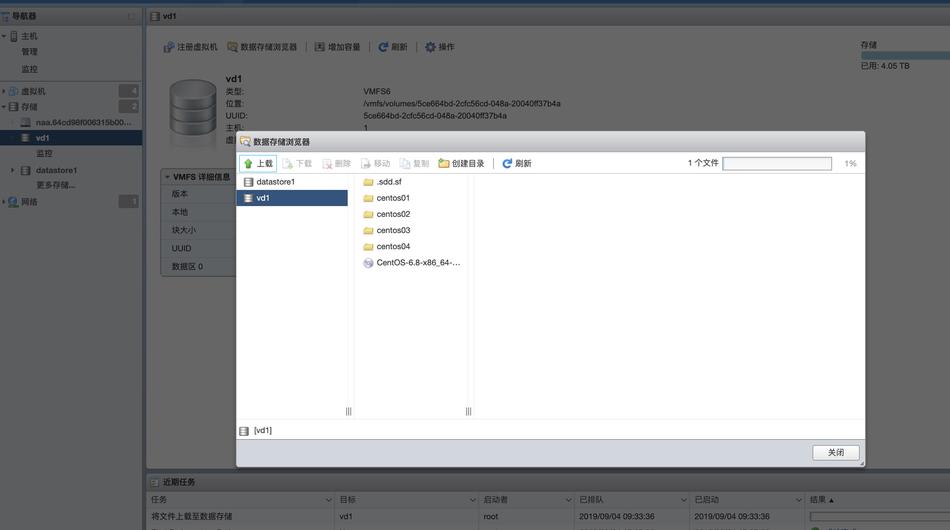 导航器
vd1
主机
管理
监控
虚拟机 4
存储 2
naa.64cd98f006315b00...
vd1
监控
datastore1
更多存储...
网络 1
注册虚拟机 数据存储浏览器 增加容量 刷新 操作
存储
已用: 4.05 TB
vd1
类型: VMFS6
位置: /vmfs/volumes/5ce664bd-2cfc56cd-048a-20040ff37b4a
UUID: 5ce664bd-2cfc56cd-048a-20040ff37b4a
主机: 1
VMFS 详细信息
版本
本地
块大小
UUID
数据区 0
数据存储浏览器
上载 下载 删除 移动 复制 创建目录 刷新 1 个文件 1%
datastore1
vd1
.sdd.sf
centos01
centos02
centos03
centos04
CentOS-6.8-x86_64-...
[vd1]
关闭
近期任务
任务 目标 启动者 已排队 已启动 结果 ▲
将文件上载至数据存储 vd1 root 2019/09/04 09:33:36 2019/09/04 09:33:36